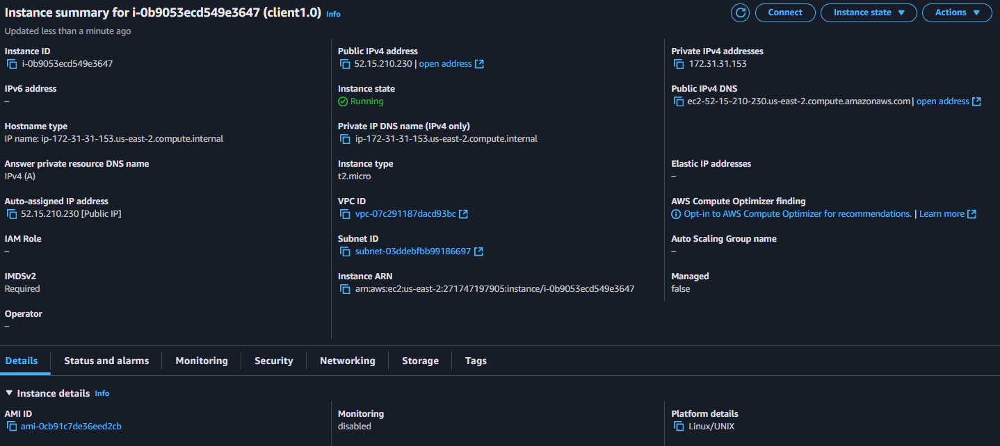 Instance summary for i-0b9053ecd549e3647 (client1.0) Info
Connect
Instance state
Actions
Updated less than a minute ago
Instance ID
i-0b9053ecd549e3647
Public IPv4 address
52.15.210.230 | open address
Private IPv4 addresses
172.31.31.153
IPv6 address
–
Instance state
Running
Public IPv4 DNS
ec2-52-15-210-230.us-east-2.compute.amazonaws.com | open address
Hostname type
IP name: ip-172-31-31-153.us-east-2.compute.internal
Private IP DNS name (IPv4 only)
ip-172-31-31-153.us-east-2.compute.internal
Answer private resource DNS name
IPv4 (A)
Instance type
t2.micro
Elastic IP addresses
–
Auto-assigned IP address
52.15.210.230 [Public IP]
VPC ID
vpc-07c291187dacd93bc
AWS Compute Optimizer finding
Opt-in to AWS Compute Optimizer for recommendations. | Learn more
IAM Role
–
Subnet ID
subnet-03ddebfbb99186697
Auto Scaling Group name
–
IMDSv2
Required
Instance ARN
arn:aws:ec2:us-east-2:271747197905:instance/i-0b9053ecd549e3647
Managed
false
Operator
–
Details
Status and alarms
Monitoring
Security
Networking
Storage
Tags
Instance details Info
AMI ID
ami-0cb91c7de36eed2cb
Monitoring
disabled
Platform details
Linux/UNIX